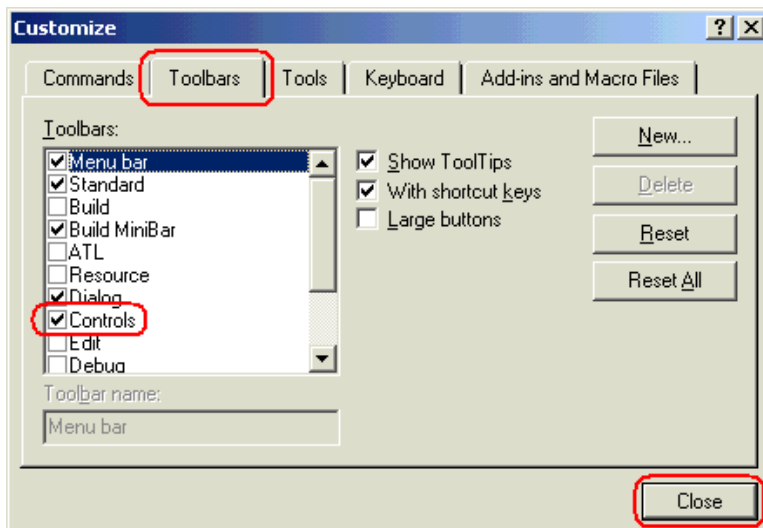 Customize
Commands Toolbars Tools Keyboard Add-ins and Macro Files
Toolbars:
Menu bar
Standard
Build
Build MiniBar
ATL
Resource
Dialog
Controls
Edit
Debug
Show ToolTips
With shortcut keys
Large buttons
New...
Delete
Reset
Reset All
Toolbar name:
Menu bar
Close